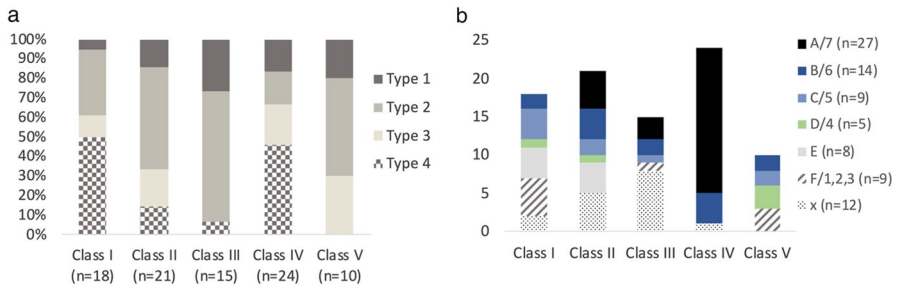 a
100%
90%
80%
70%
60%
50%
40%
30%
20%
10%
0%
Class I
(n=18)
Class II
(n=21)
Class III
(n=15)
Class IV
(n=24)
Class V
(n=10)
Type 1
Type 2
Type 3
Type 4
b
25
20
15
10
5
0
Class I
Class II
Class III
Class IV
Class V
A/7 (n=27)
B/6 (n=14)
C/5 (n=9)
D/4 (n=5)
E (n=8)
F/1,2,3 (n=9)
x (n=12)